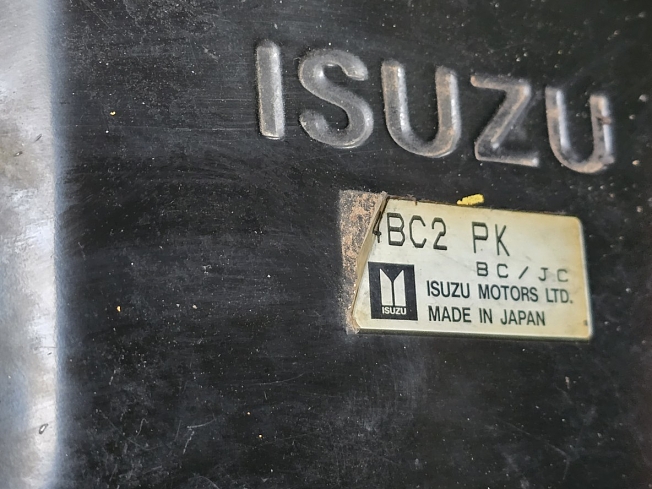 ISUZU
4BC2 PK
BC/JC
ISUZU MOTORS LTD.
ISUZU
MADE IN JAPAN